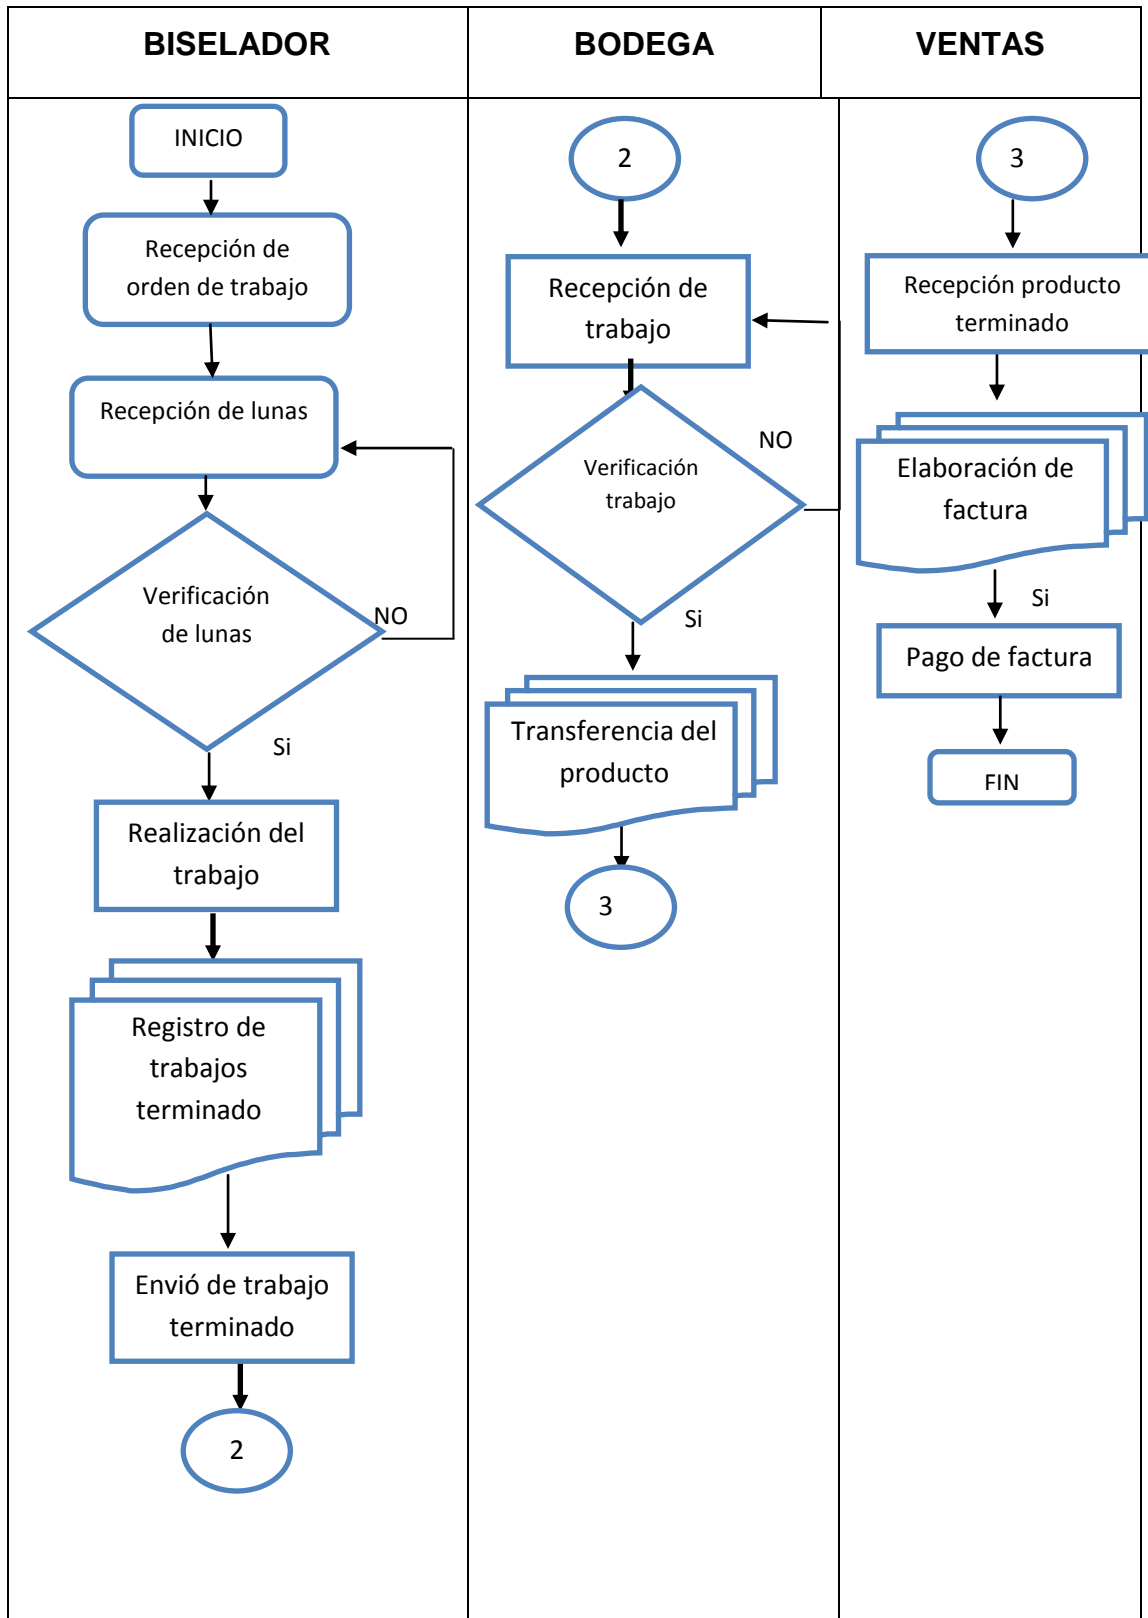 BISELADOR
BODEGA
VENTAS
INICIO
Recepción de
orden de trabajo
Recepción de lunas
Verificación
de lunas
NO
Si
Realización del
trabajo
Registro de
trabajos
terminado
Envió de trabajo
terminado
2
2
Recepción de
trabajo
Verificación
trabajo
NO
Si
Transferencia del
producto
3
3
Recepción producto
terminado
Elaboración de
factura
Si
Pago de factura
FIN